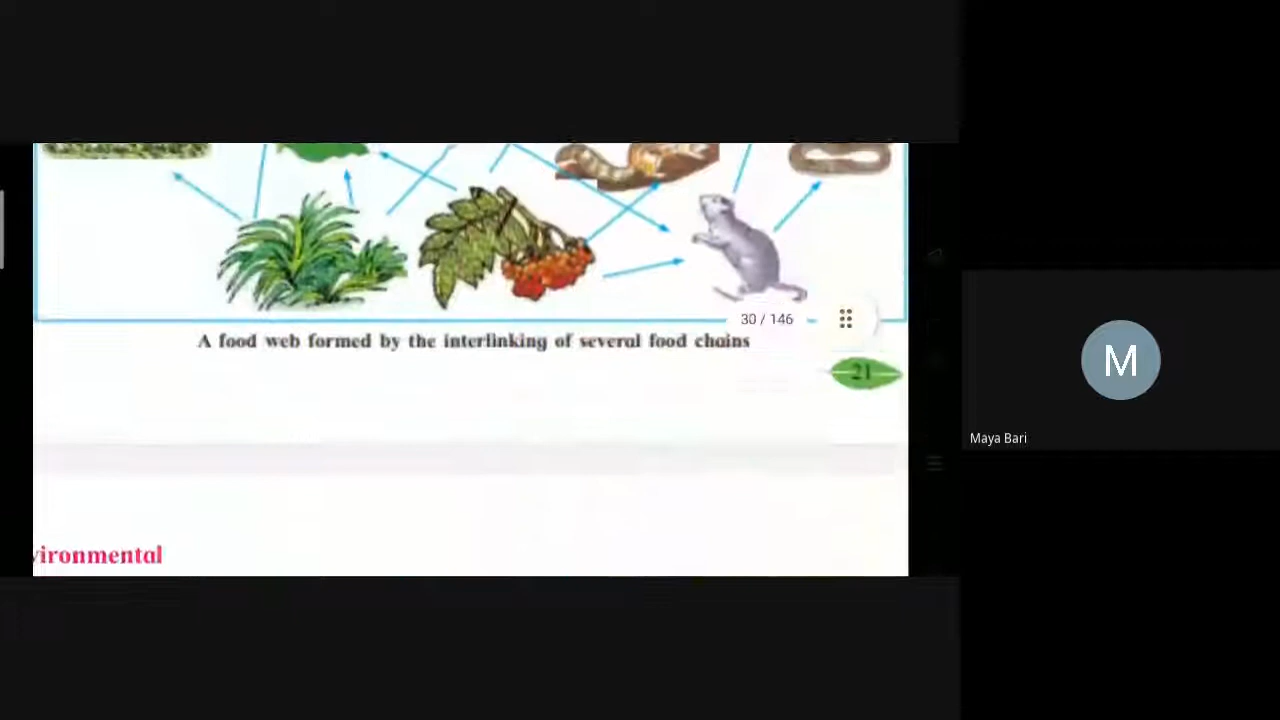 30 / 146
A food web formed by the interlinking of several food chains
21
vironmental
M
Maya Bari